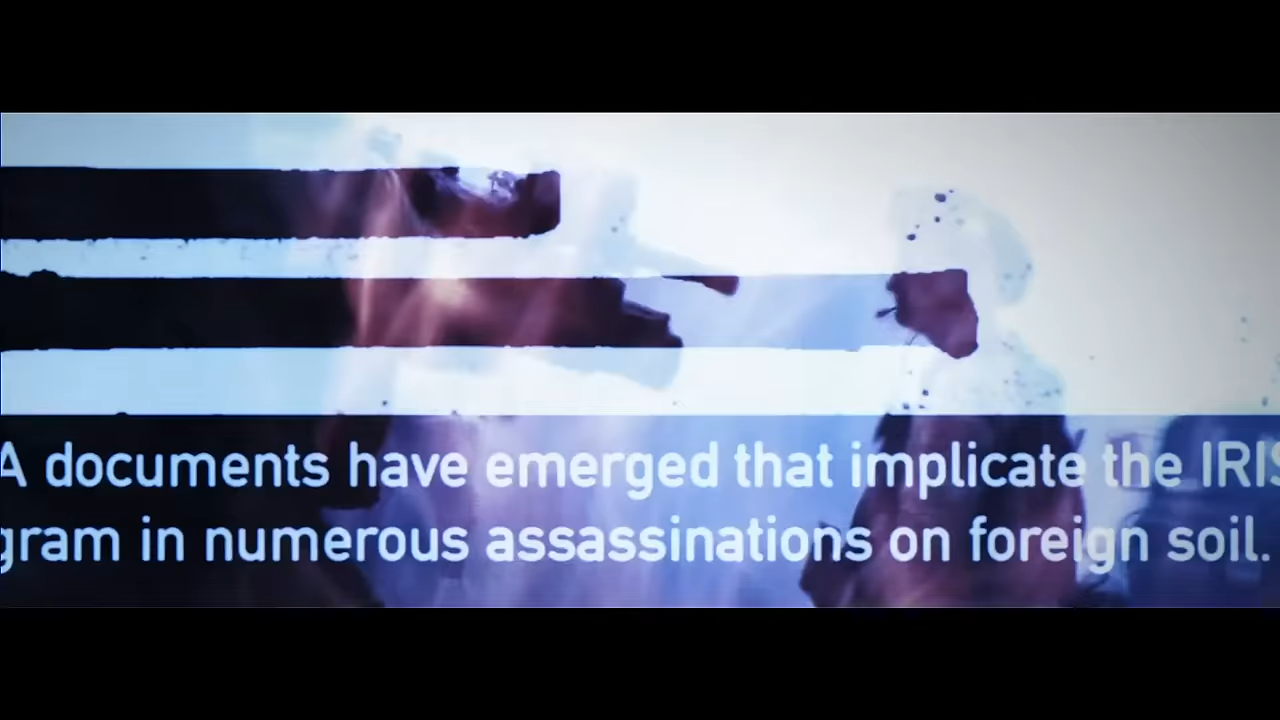 A documents have emerged that implicate the IRIS
gram in numerous assassinations on foreign soil.